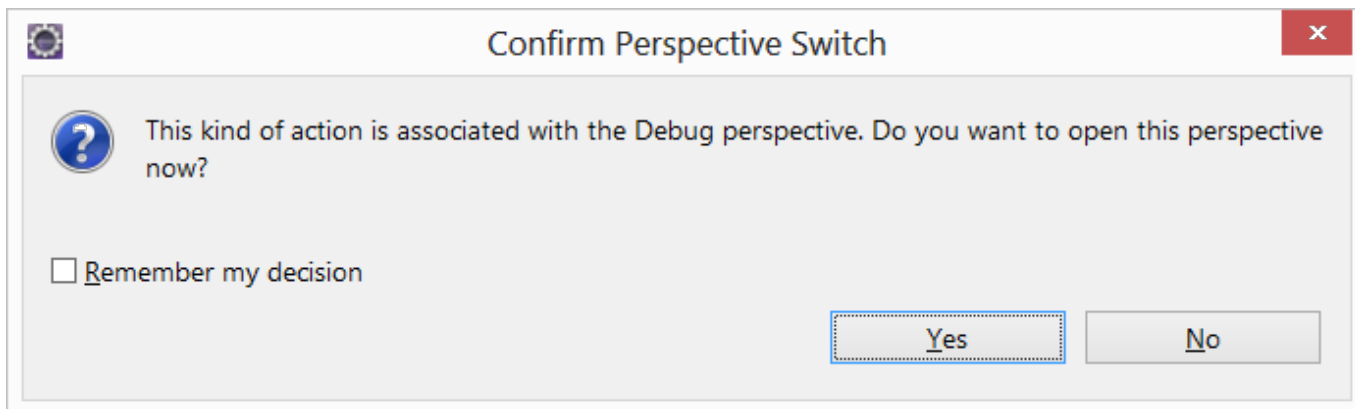 Confirm Perspective Switch
x
This kind of action is associated with the Debug perspective. Do you want to open this perspective
now?
Remember my decision
Yes
No